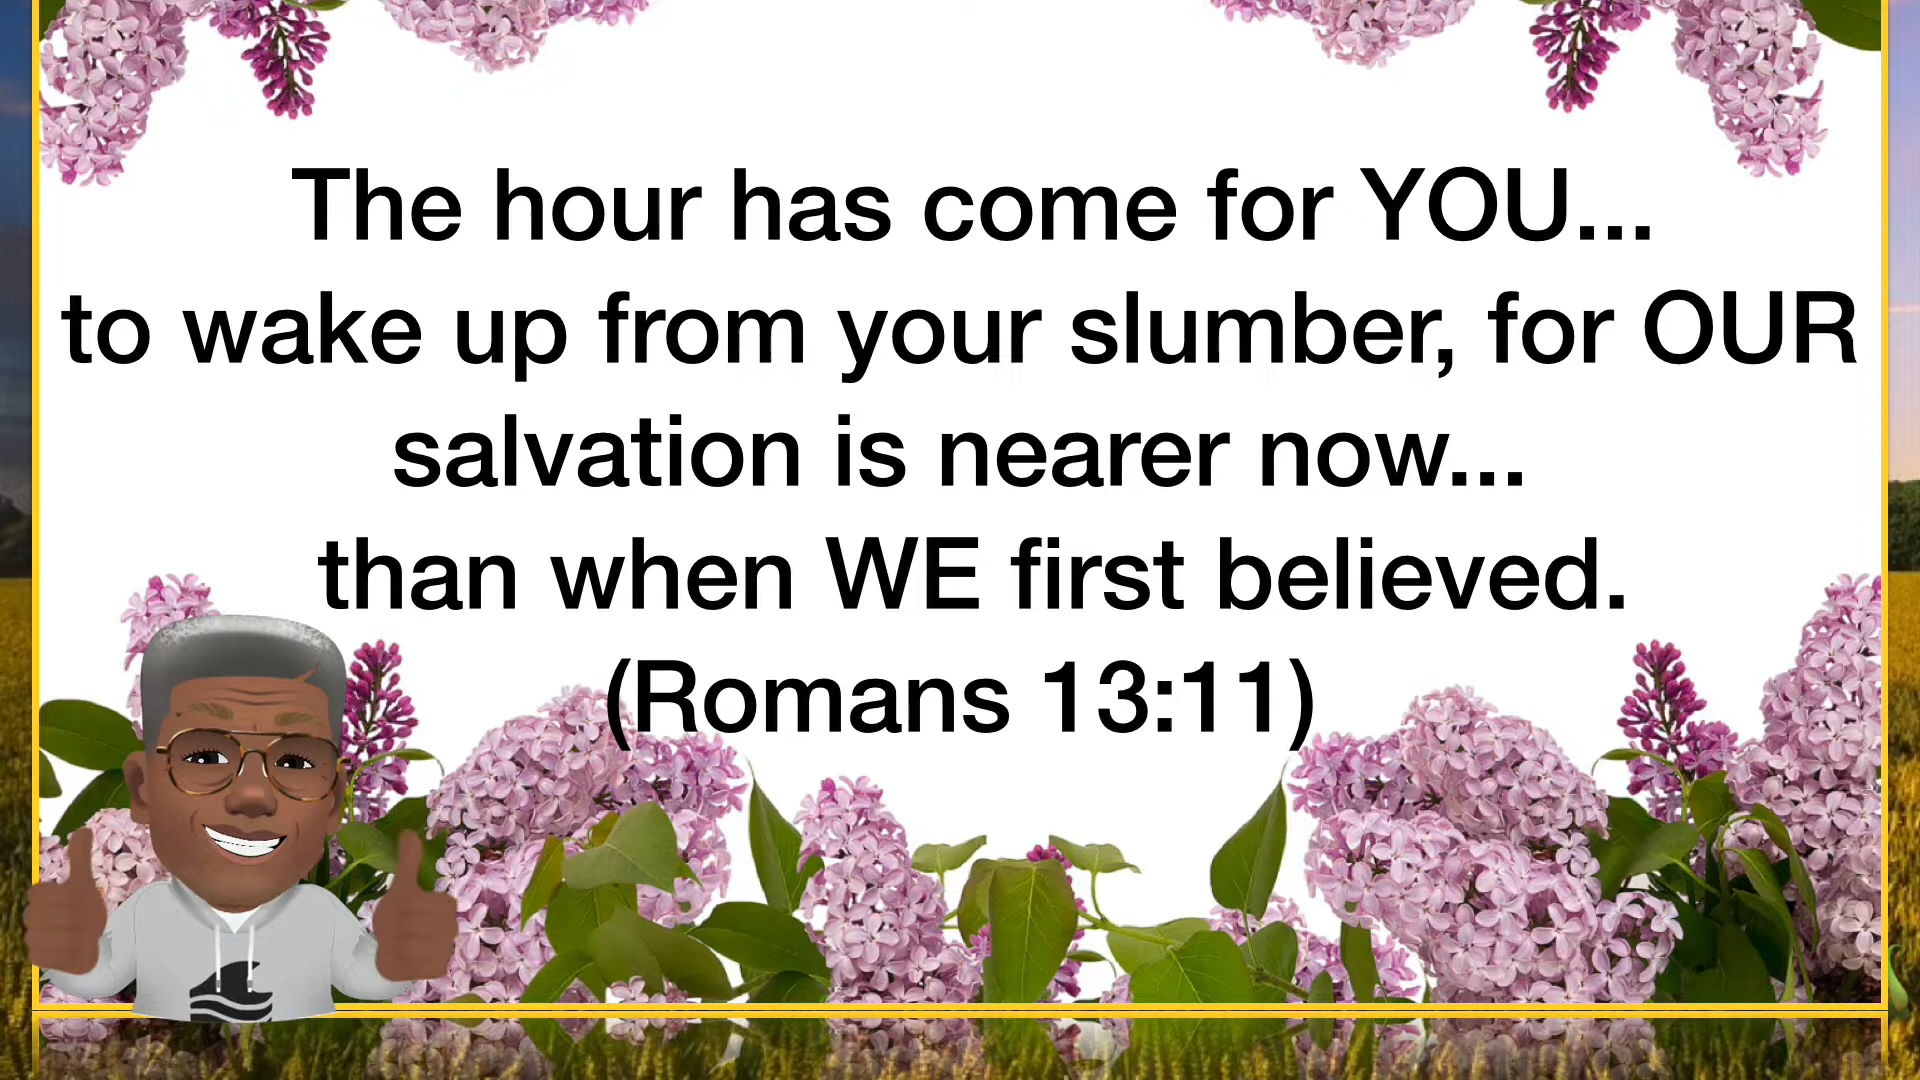 The hour has come for YOU...
to wake up from your slumber, for OUR
salvation is nearer now...
than when WE first believed.
(Romans 13:11)